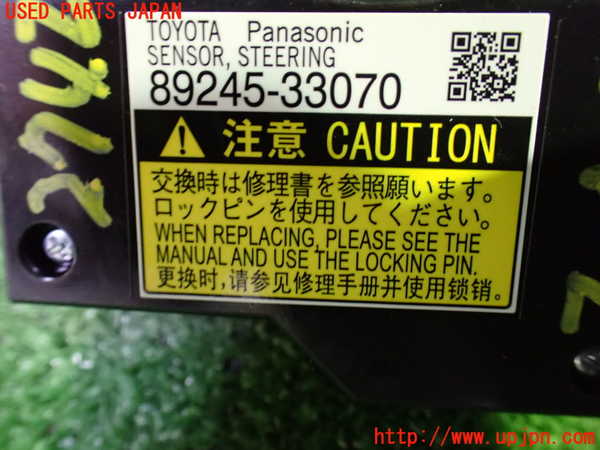 USED PARTS JAPAN
TOYOTA Panasonic
SENSOR, STEERING
89245-33070
注意 CAUTION
交換時は修理書を参照願います。
ロックピンを使用してください。
WHEN REPLACING, PLEASE SEE THE
MANUAL AND USE THE LOCKING PIN.
更换时,请参见修理手册并使用锁销。
http://www.upjpn.com